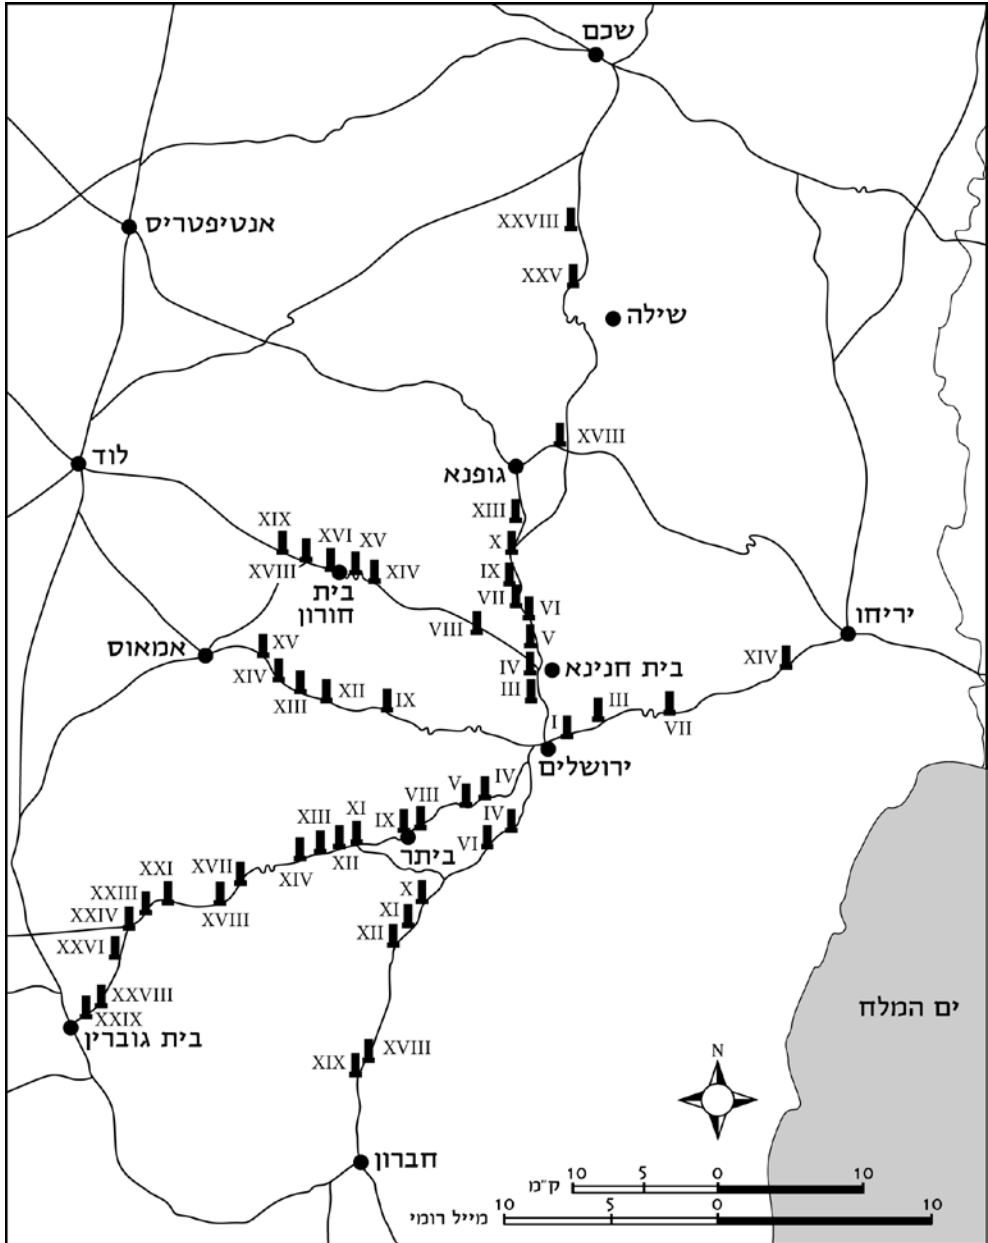 שכם
אנטיפטריס
XXVIII
XXV
שילה
לוד
XVIII
גופנא
XIII
XIX
XVI
XV
X
XVIII
XIV
IX
VII
בית
חורון
VI
VIII
V
יריחו
אמאוס
XV
IV
בית חנינא
XIV
XIV
XII
IX
III
III
XIII
I
VII
ירושלים
IV
V
VIII
IV
XI
XIII
IX
VI
ביתר
XII
XIV
XVII
XXI
XXIII
X
XVIII
XXIV
XI
XII
XXVI
XXVIII
ים המלח
XXIX
בית גוברין
XVIII
XIX
N
חברון
10 5 0 10
ק״מ
10 5 0 10
מייל רומי